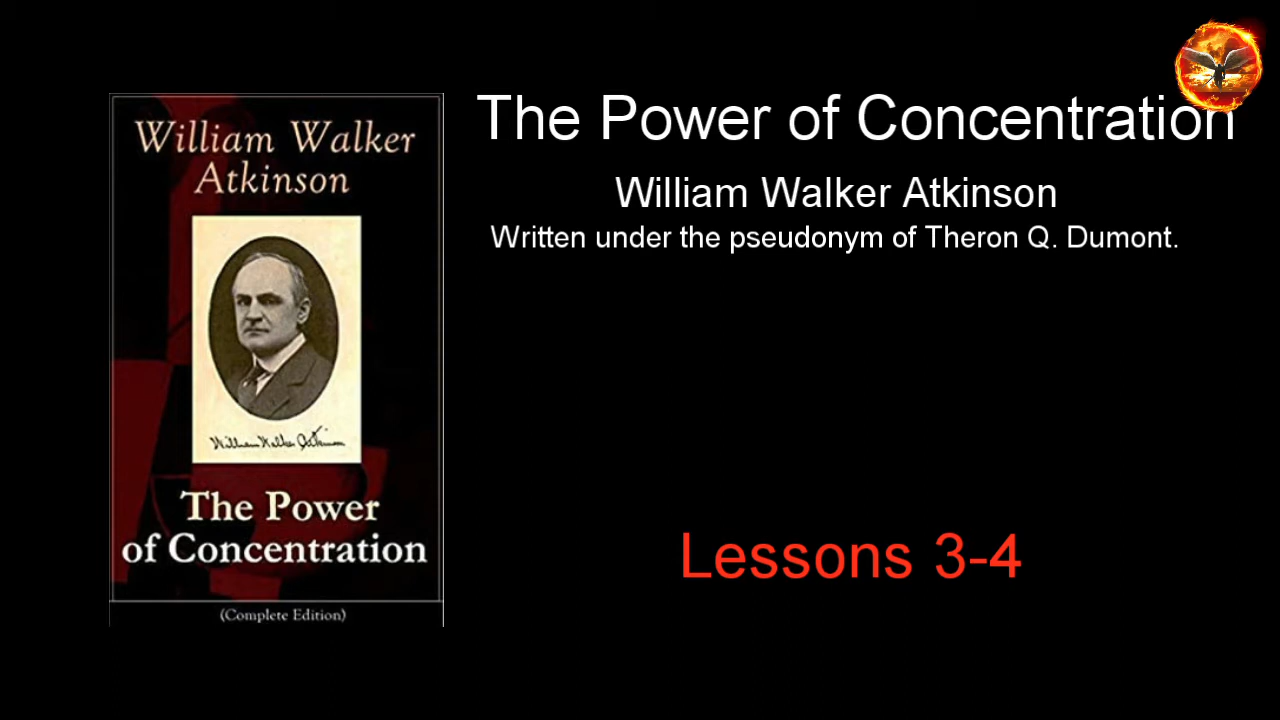 William Walker
Atkinson
William Walker Atkinson
The Power
of Concentration
(Complete Edition)
The Power of Concentration
William Walker Atkinson
Written under the pseudonym of Theron Q. Dumont.
Lessons 3-4